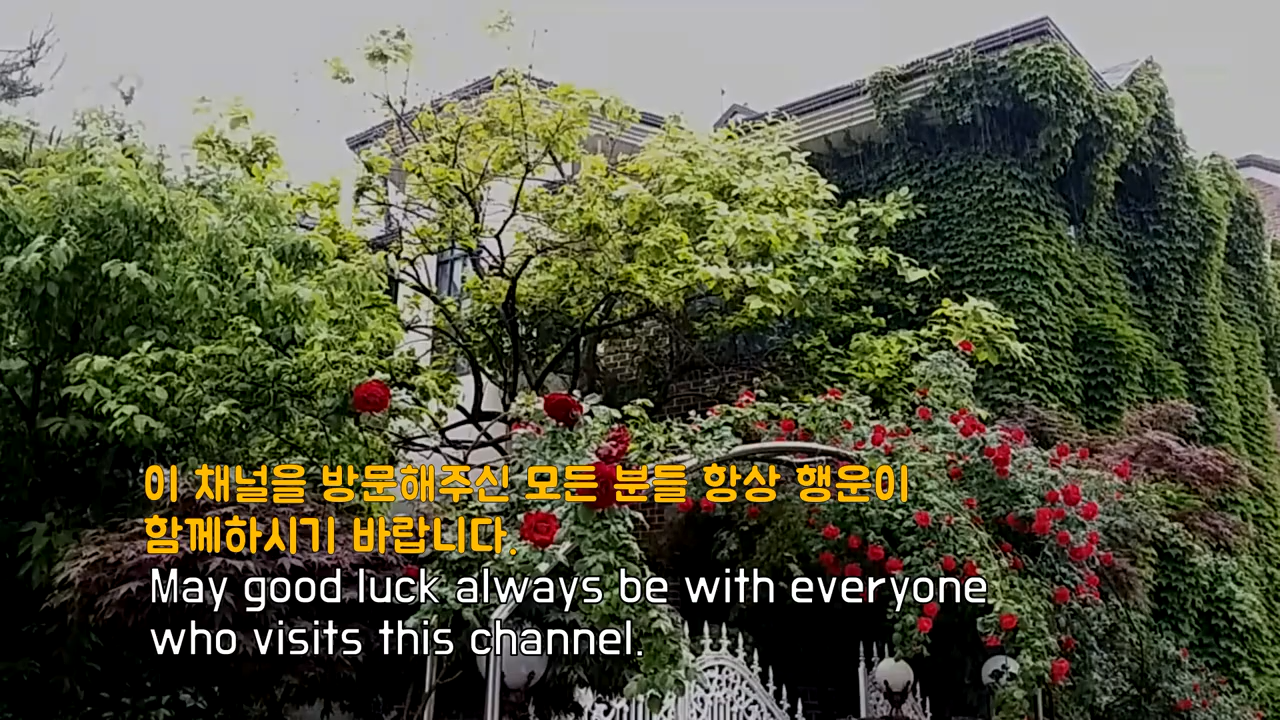 이 채널을 방문해주신 모든 분들 항상 행운이
함께하시기 바랍니다.
May good luck always be with everyone
who visits this channel.